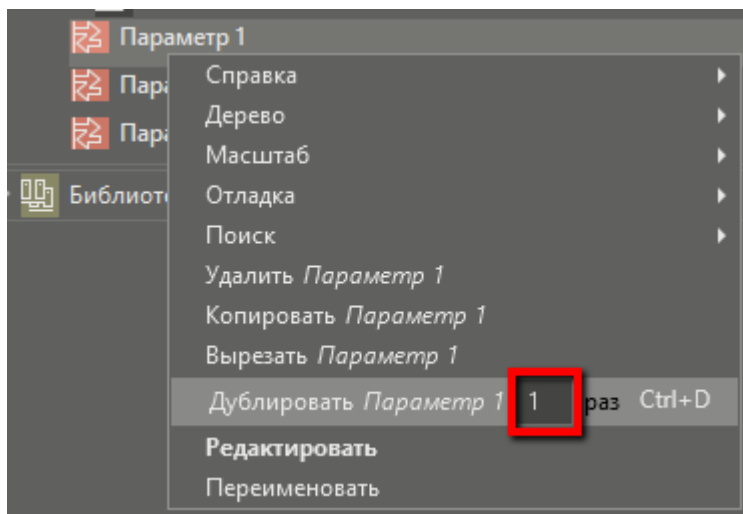 Параметр 1
Справка
Дерево
Масштаб
Отладка
Поиск
Удалить Параметр 1
Копировать Параметр 1
Вырезать Параметр 1
Дублировать Параметр 1 1 раз Ctrl+D
Редактировать
Переименовать